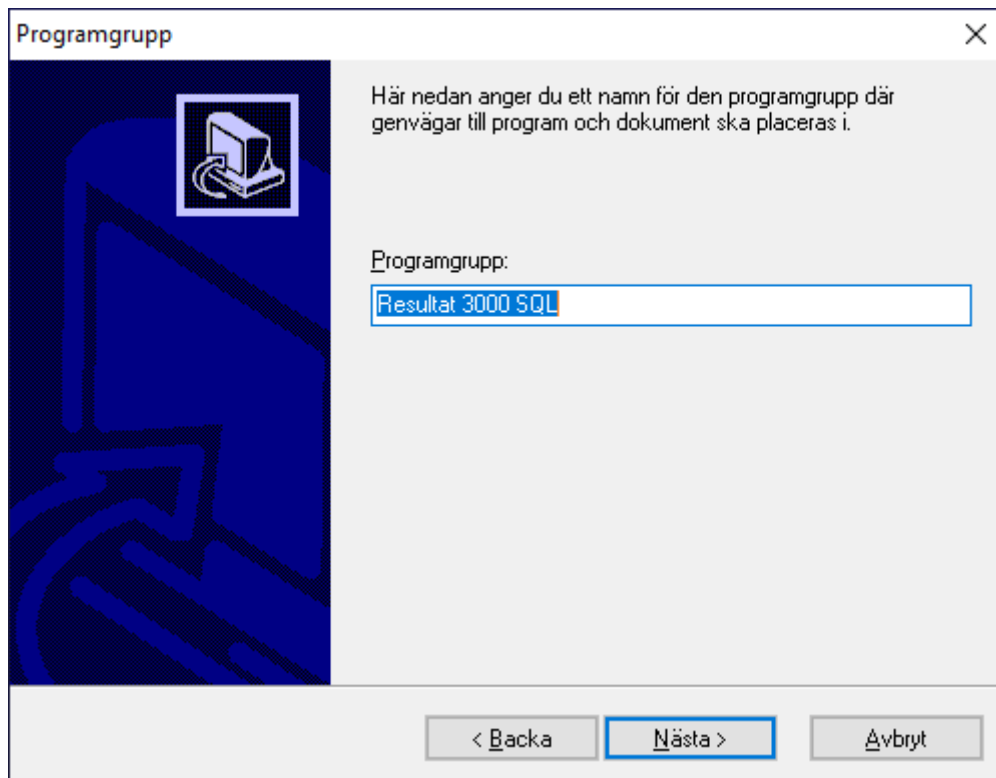 Programgrupp
Här nedan anger du ett namn för den programgrupp där
genvägar till program och dokument ska placeras i.
Programgrupp:
Resultat 3000 SQL
< Backa
Nästa >
Avbryt